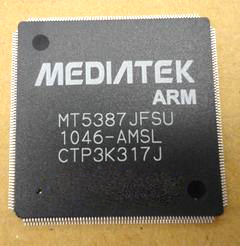 MEDIATEK
ARM
MT5387JFSU
1046-AMSL
CTP3K317J